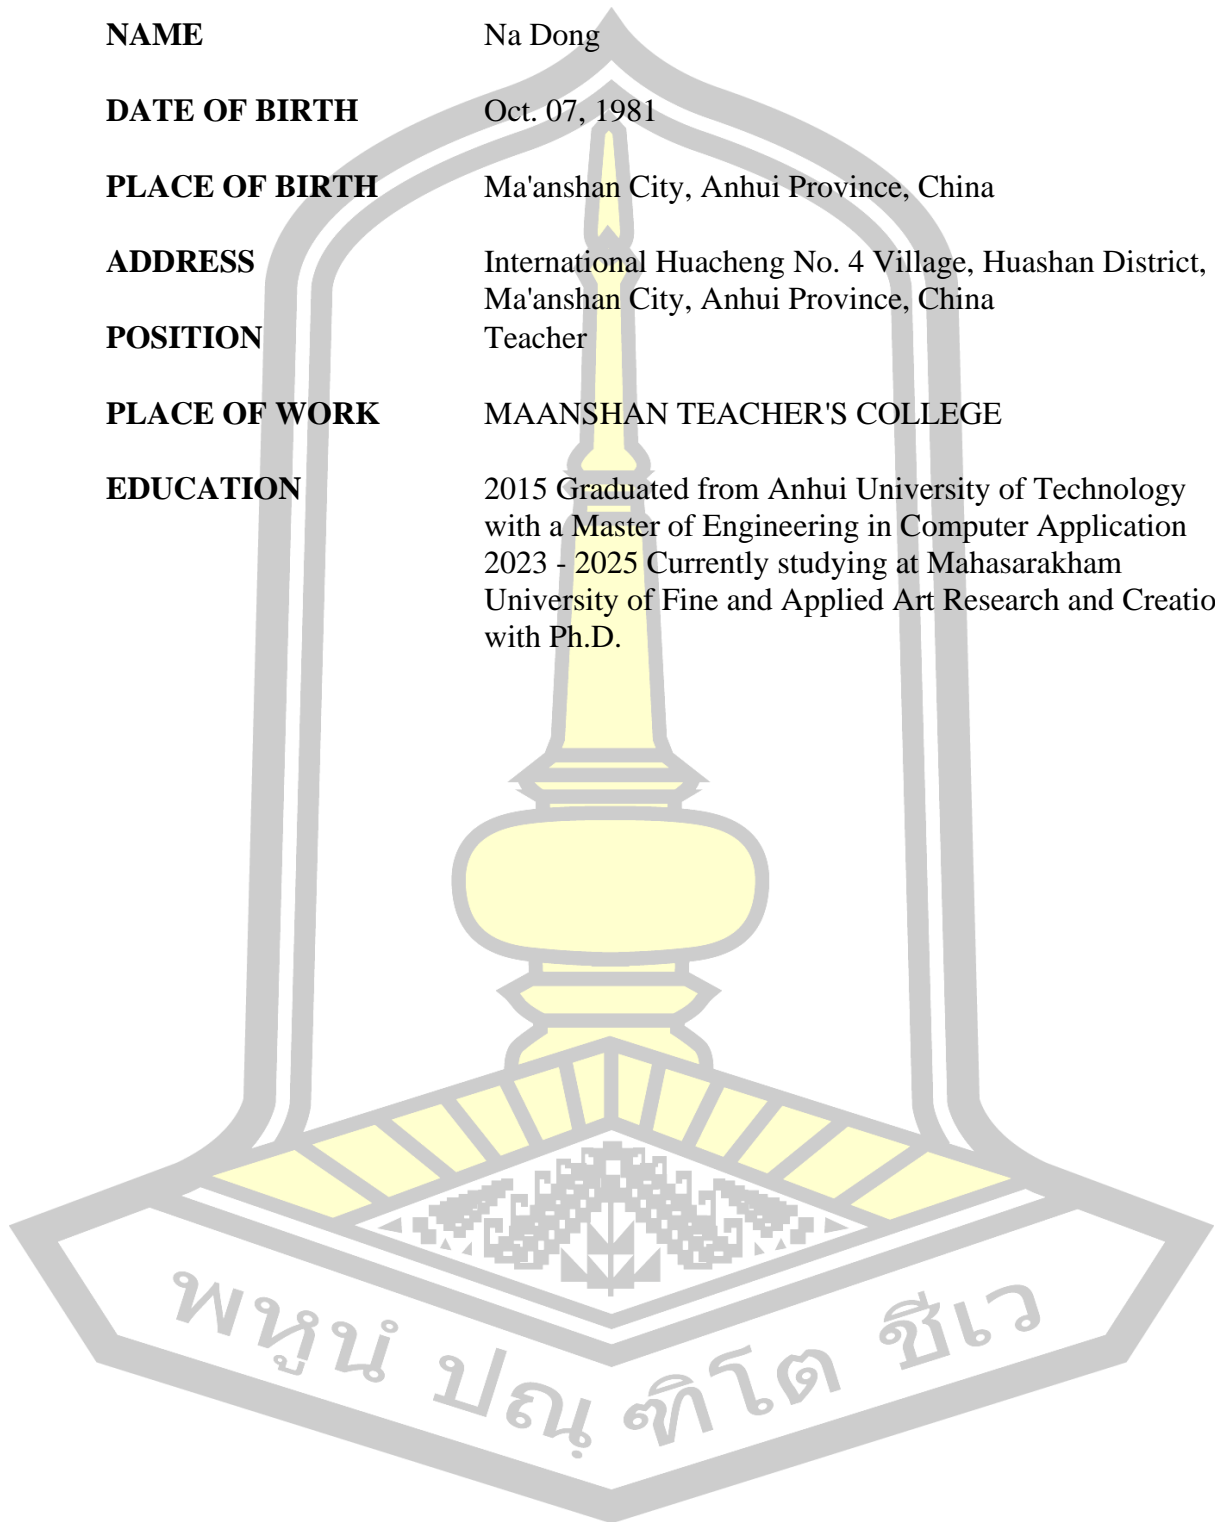 NAME Na Dong
DATE OF BIRTH Oct. 07, 1981
PLACE OF BIRTH Ma'anshan City, Anhui Province, China
ADDRESS International Huacheng No. 4 Village, Huashan District,
Ma'anshan City, Anhui Province, China
POSITION Teacher
PLACE OF WORK MAANSHAN TEACHER'S COLLEGE
EDUCATION 2015 Graduated from Anhui University of Technology
with a Master of Engineering in Computer Application
2023 - 2025 Currently studying at Mahasarakham
University of Fine and Applied Art Research and Creatio
with Ph.D.
พหูนํ ปณฺ ฑิโต ชีเว